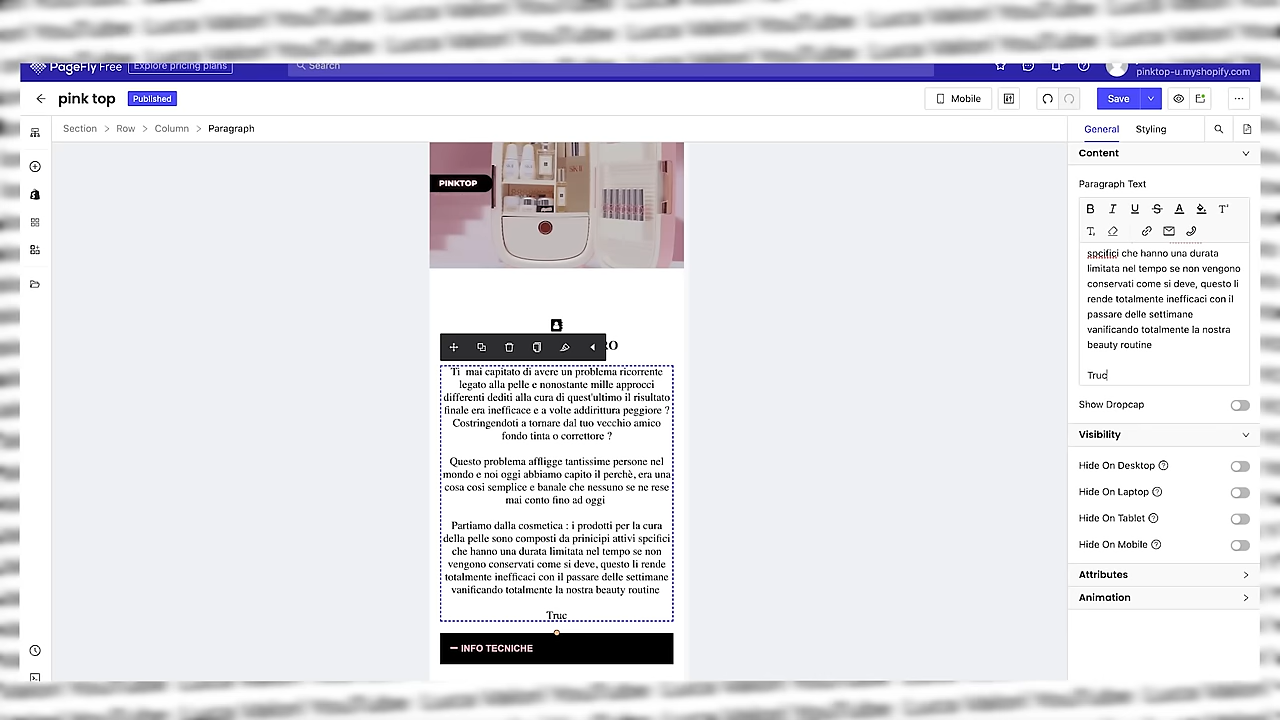 PageFly Free
Explore pricing plans
Search
pinktop-u.myshopify.com
pink top
Published
Mobile
Save
Section > Row > Column > Paragraph
General
Styling
Content
Paragraph Text
B I U S A T
T
spcifici che hanno una durata
limitata nel tempo se non vengono
conservati come si deve, questo li
rende totalmente inefficaci con il
passare delle settimane
vanificando totalmente la nostra
beauty routine
Truc
Show Dropcap
Visibility
Hide On Desktop
Hide On Laptop
Hide On Tablet
Hide On Mobile
Attributes
Animation
PINKTOP
RO
Ti mai capitato di avere un problema ricorrente
legato alla pelle e nonostante mille approcci
differenti dediti alla cura di quest'ultimo il risultato
finale era inefficace e a volte addirittura peggiore ?
Costringendoti a tornare dal tuo vecchio amico
fondo tinta o correttore ?
Questo problema affligge tantissime persone nel
mondo e noi oggi abbiamo capito il perchè, era una
cosa cosi semplice e banale che nessuno se ne rese
mai conto fino ad oggi
Partiamo dalla cosmetica : i prodotti per la cura
della pelle sono composti da prinicipi attivi spcifici
che hanno una durata limitata nel tempo se non
vengono conservati come si deve, questo li rende
totalmente inefficaci con il passare delle settimane
vanificando totalmente la nostra beauty routine
Truc
INFO TECNICHE